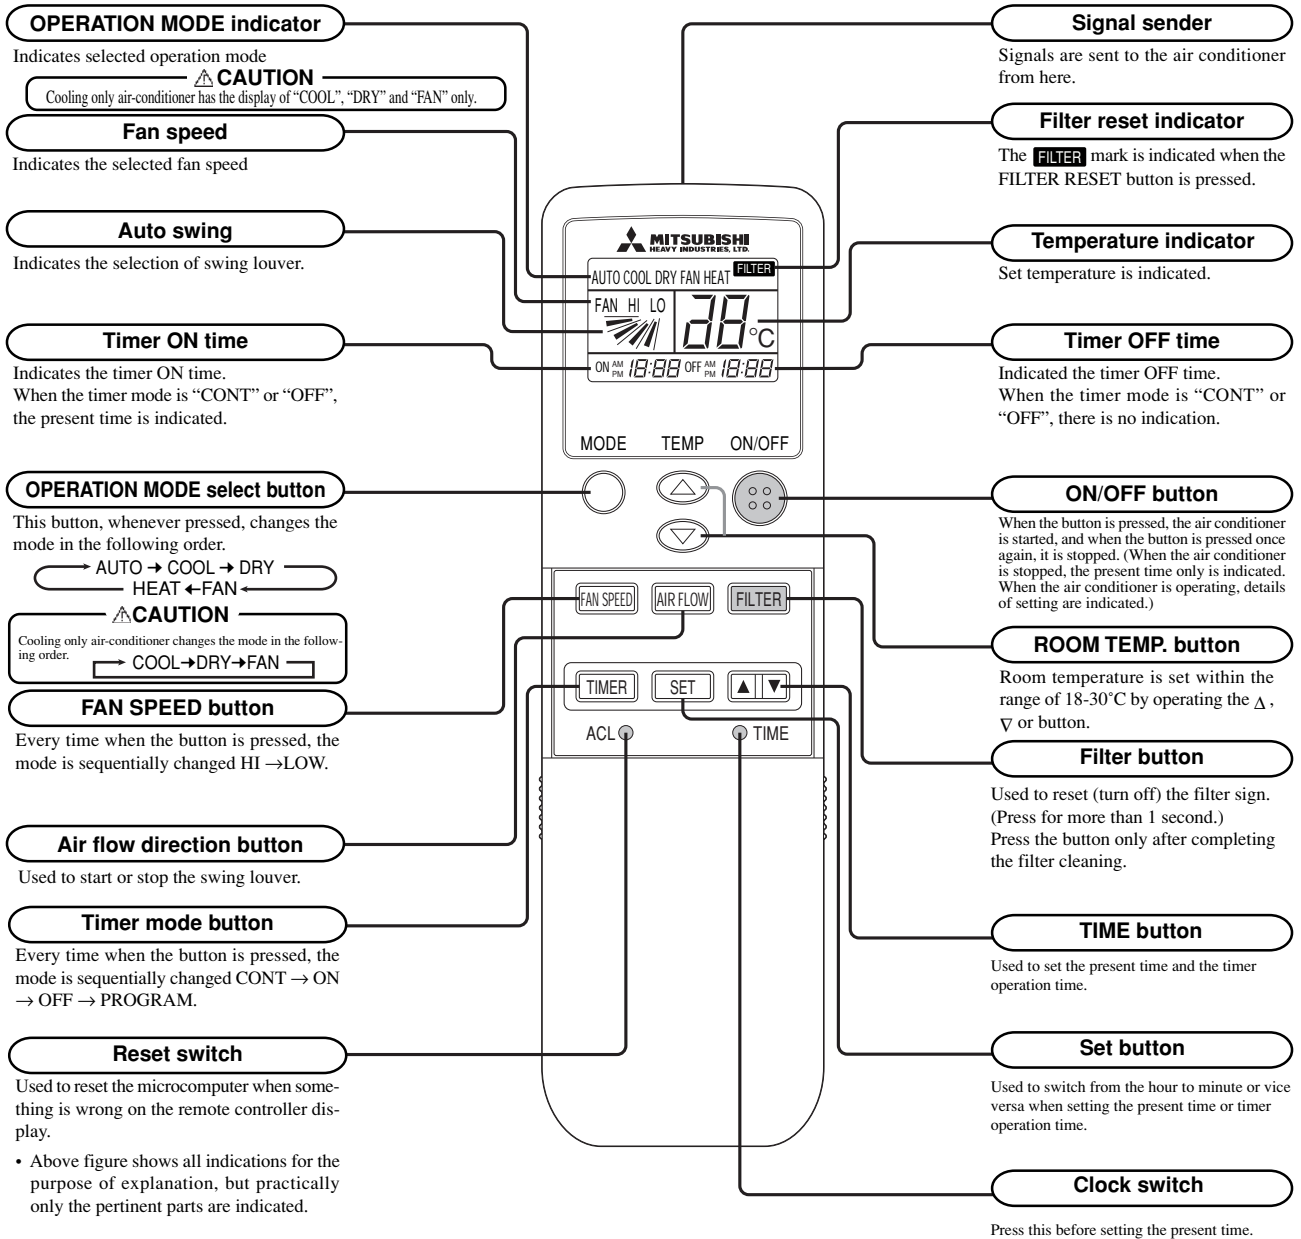 OPERATION MODE indicator
Indicates selected operation mode
⚠ CAUTION
Cooling only air-conditioner has the display of “COOL”, “DRY” and “FAN” only.
Fan speed
Indicates the selected fan speed
Auto swing
Indicates the selection of swing louver.
Timer ON time
Indicates the timer ON time.
When the timer mode is “CONT” or “OFF”,
the present time is indicated.
OPERATION MODE select button
This button, whenever pressed, changes the
mode in the following order.
AUTO → COOL → DRY
HEAT ← FAN
⚠CAUTION
Cooling only air-conditioner changes the mode in the follow-
ing order.
COOL→DRY→FAN
FAN SPEED button
Every time when the button is pressed, the
mode is sequentially changed HI →LOW.
Air flow direction button
Used to start or stop the swing louver.
Timer mode button
Every time when the button is pressed, the
mode is sequentially changed CONT → ON
→ OFF → PROGRAM.
Reset switch
Used to reset the microcomputer when some-
thing is wrong on the remote controller dis-
play.
• Above figure shows all indications for the
purpose of explanation, but practically
only the pertinent parts are indicated.
MITSUBISHI
HEAVY INDUSTRIES, LTD.
AUTO COOL DRY FAN HEAT FILTER
FAN HI LO
38 °C
ON AM PM 18:88 OFF AM PM 18:88
MODE TEMP ON/OFF
△
▽
FAN SPEED AIR FLOW FILTER
TIMER SET ▲ ▼
ACL TIME
Signal sender
Signals are sent to the air conditioner
from here.
Filter reset indicator
The FILTER mark is indicated when the
FILTER RESET button is pressed.
Temperature indicator
Set temperature is indicated.
Timer OFF time
Indicated the timer OFF time.
When the timer mode is “CONT” or
“OFF”, there is no indication.
ON/OFF button
When the button is pressed, the air conditioner
is started, and when the button is pressed once
again, it is stopped. (When the air conditioner
is stopped, the present time only is indicated.
When the air conditioner is operating, details
of setting are indicated.)
ROOM TEMP. button
Room temperature is set within the
range of 18-30˚C by operating the △ ,
▽ or button.
Filter button
Used to reset (turn off) the filter sign.
(Press for more than 1 second.)
Press the button only after completing
the filter cleaning.
TIME button
Used to set the present time and the timer
operation time.
Set button
Used to switch from the hour to minute or vice
versa when setting the present time or timer
operation time.
Clock switch
Press this before setting the present time.